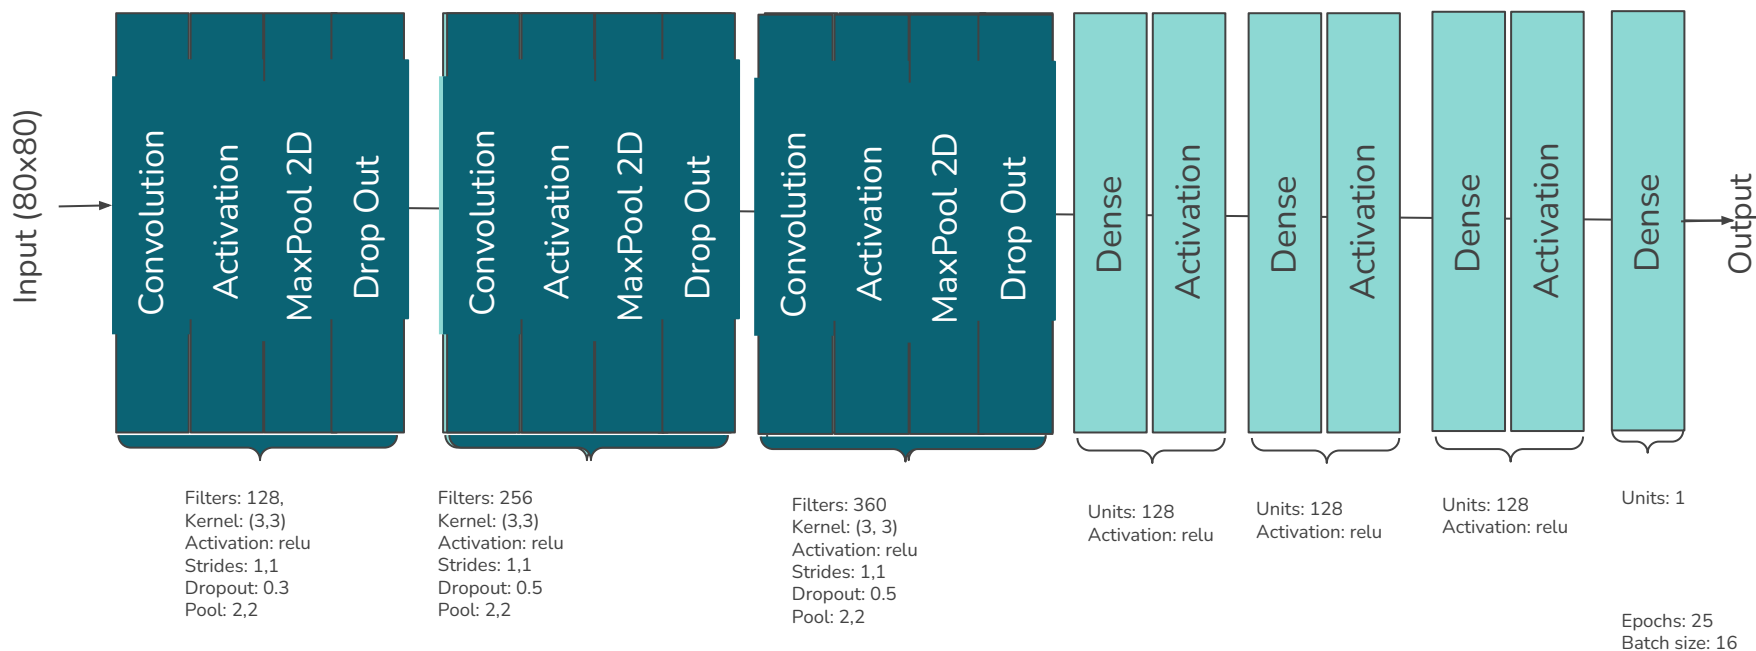 Input (80x80)
Convolution
Activation
MaxPool 2D
Drop Out
Convolution
Activation
MaxPool 2D
Drop Out
Convolution
Activation
MaxPool 2D
Drop Out
Dense
Activation
Dense
Activation
Dense
Activation
Dense
Output
Filters: 128,
Kernel: (3,3)
Activation: relu
Strides: 1,1
Dropout: 0.3
Pool: 2,2
Filters: 256
Kernel: (3,3)
Activation: relu
Strides: 1,1
Dropout: 0.5
Pool: 2,2
Filters: 360
Kernel: (3, 3)
Activation: relu
Strides: 1,1
Dropout: 0.5
Pool: 2,2
Units: 128
Activation: relu
Units: 128
Activation: relu
Units: 128
Activation: relu
Units: 1
Epochs: 25
Batch size: 16